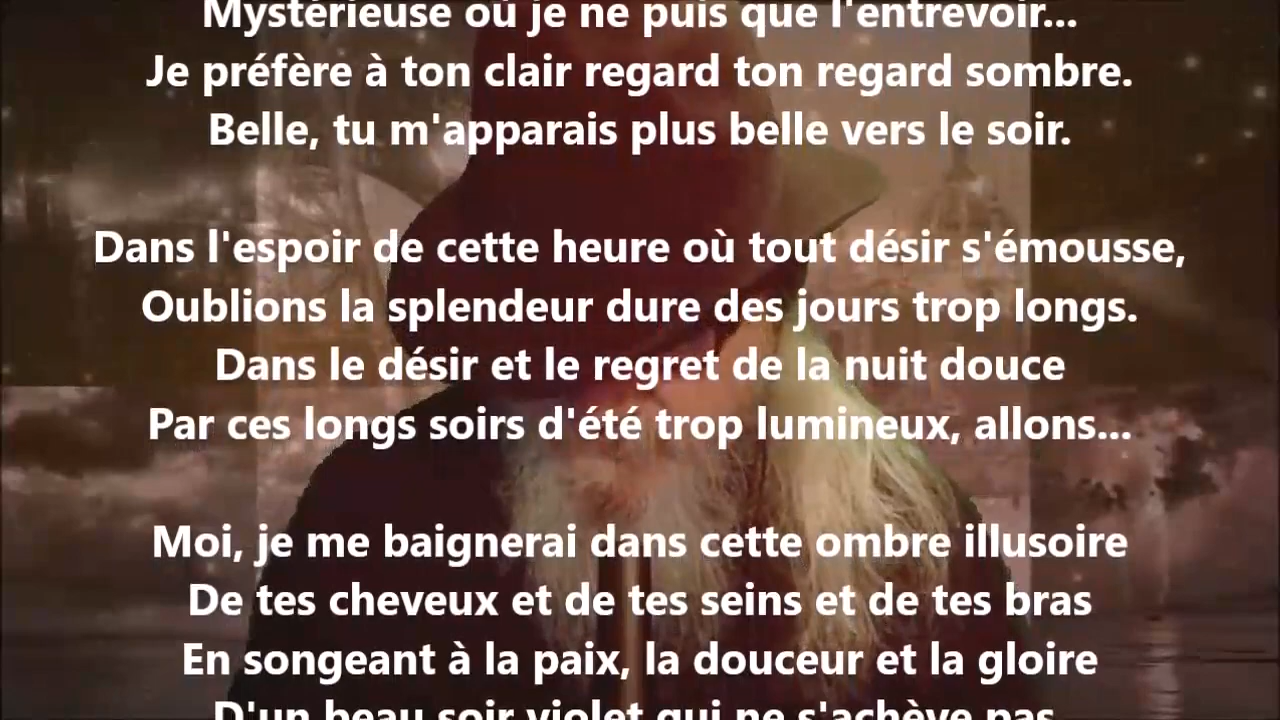 Mystérieuse où je ne puis que l'entrevoir...
Je préfère à ton clair regard ton regard sombre.
Belle, tu m'apparais plus belle vers le soir.
Dans l'espoir de cette heure où tout désir s'émousse,
Oublions la splendeur dure des jours trop longs.
Dans le désir et le regret de la nuit douce
Par ces longs soirs d'été trop lumineux, allons...
Moi, je me baignerai dans cette ombre illusoire
De tes cheveux et de tes seins et de tes bras
En songeant à la paix, la douceur et la gloire
D'un beau soir violet qui ne s'achève pas